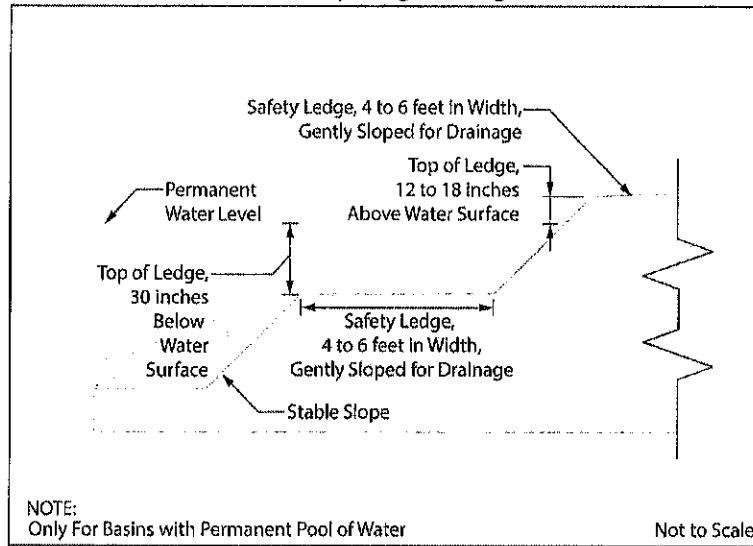 Safety Ledge, 4 to 6 feet in Width,
Gently Sloped for Drainage
Top of Ledge,
12 to 18 inches
Above Water Surface
Permanent
Water Level
Top of Ledge,
30 inches
Below
Water
Surface
Safety Ledge,
4 to 6 feet in Width,
Gently Sloped for Drainage
Stable Slope
NOTE:
Only For Basins with Permanent Pool of Water
Not to Scale